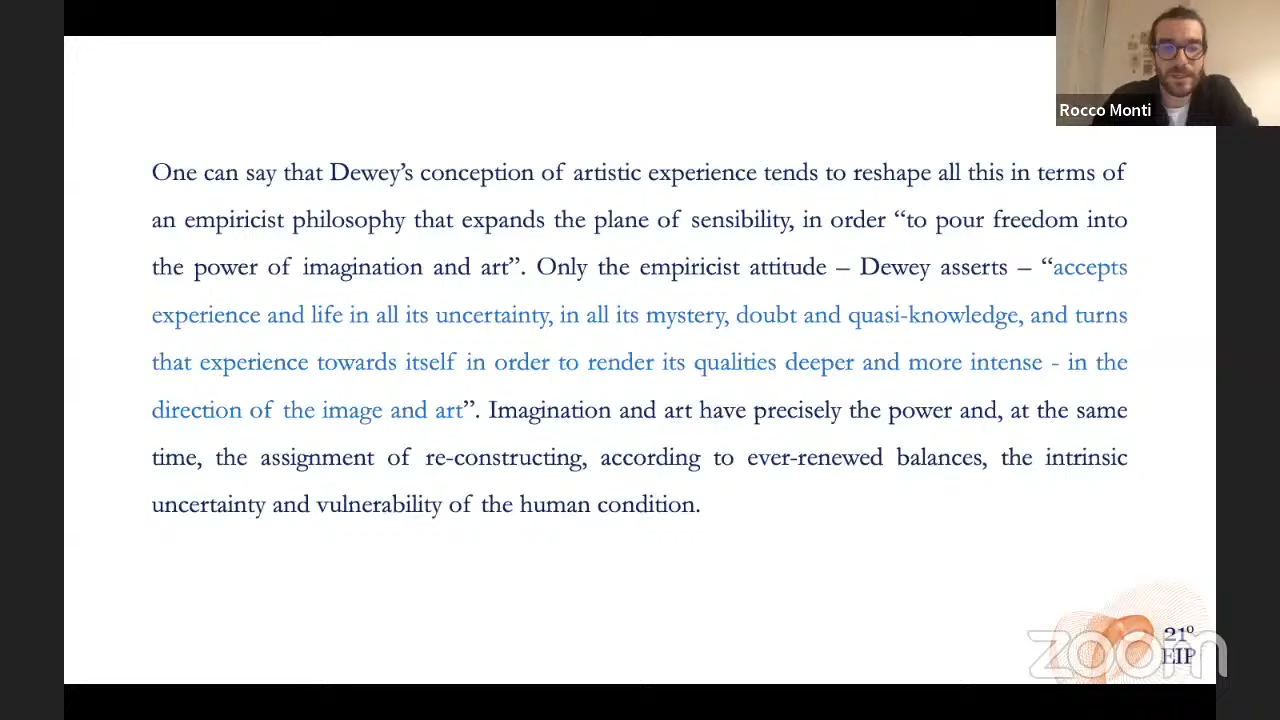 Rocco Monti
One can say that Dewey’s conception of artistic experience tends to reshape all this in terms of
an empiricist philosophy that expands the plane of sensibility, in order “to pour freedom into
the power of imagination and art”. Only the empiricist attitude – Dewey asserts – “accepts
experience and life in all its uncertainty, in all its mystery, doubt and quasi-knowledge, and turns
that experience towards itself in order to render its qualities deeper and more intense - in the
direction of the image and art”. Imagination and art have precisely the power and, at the same
time, the assignment of re-constructing, according to ever-renewed balances, the intrinsic
uncertainty and vulnerability of the human condition.
21º
EIP
zoom